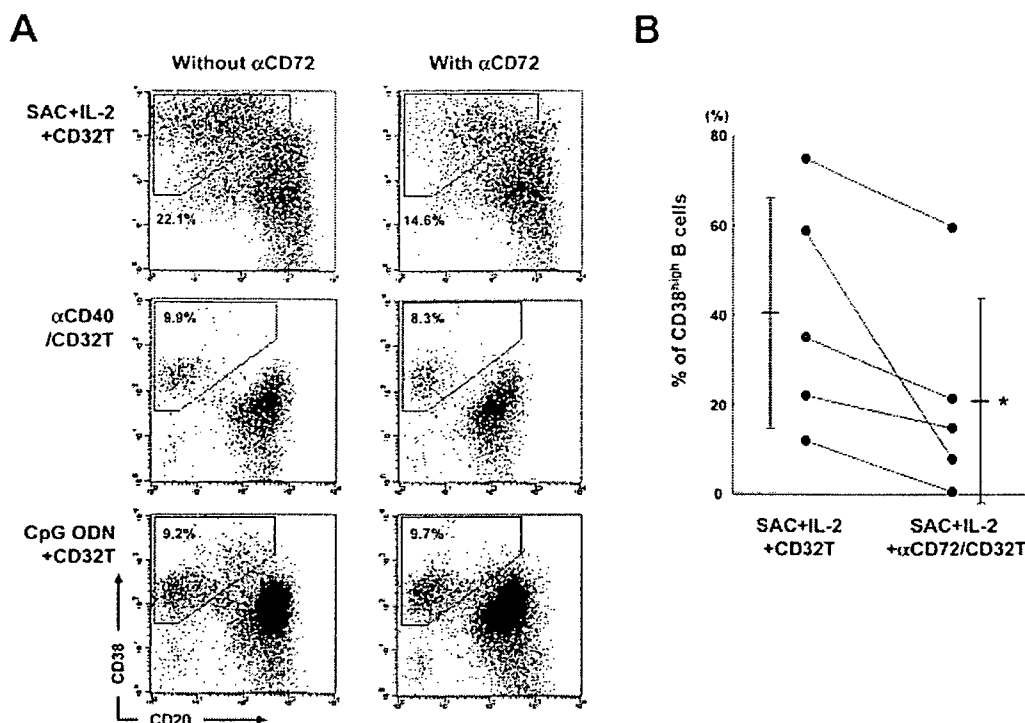 A
Without αCD72
With αCD72
SAC+IL-2
+CD32T
22.1%
14.6%
αCD40
/CD32T
9.9%
8.3%
CpG ODN
+CD32T
9.2%
9.7%
CD38
CD20
B
(%)
80
60
40
20
0
% of CD38high B cells
*
SAC+IL-2
+CD32T
SAC+IL-2
+αCD72/CD32T